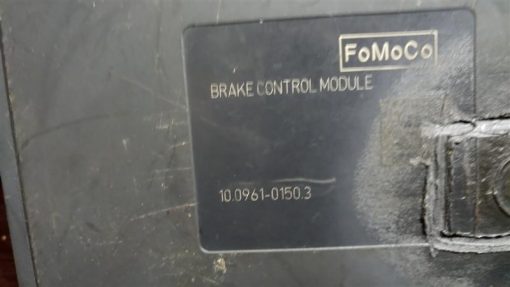 FoMoCo
BRAKE CONTROL MODULE
10.0961-0150.3